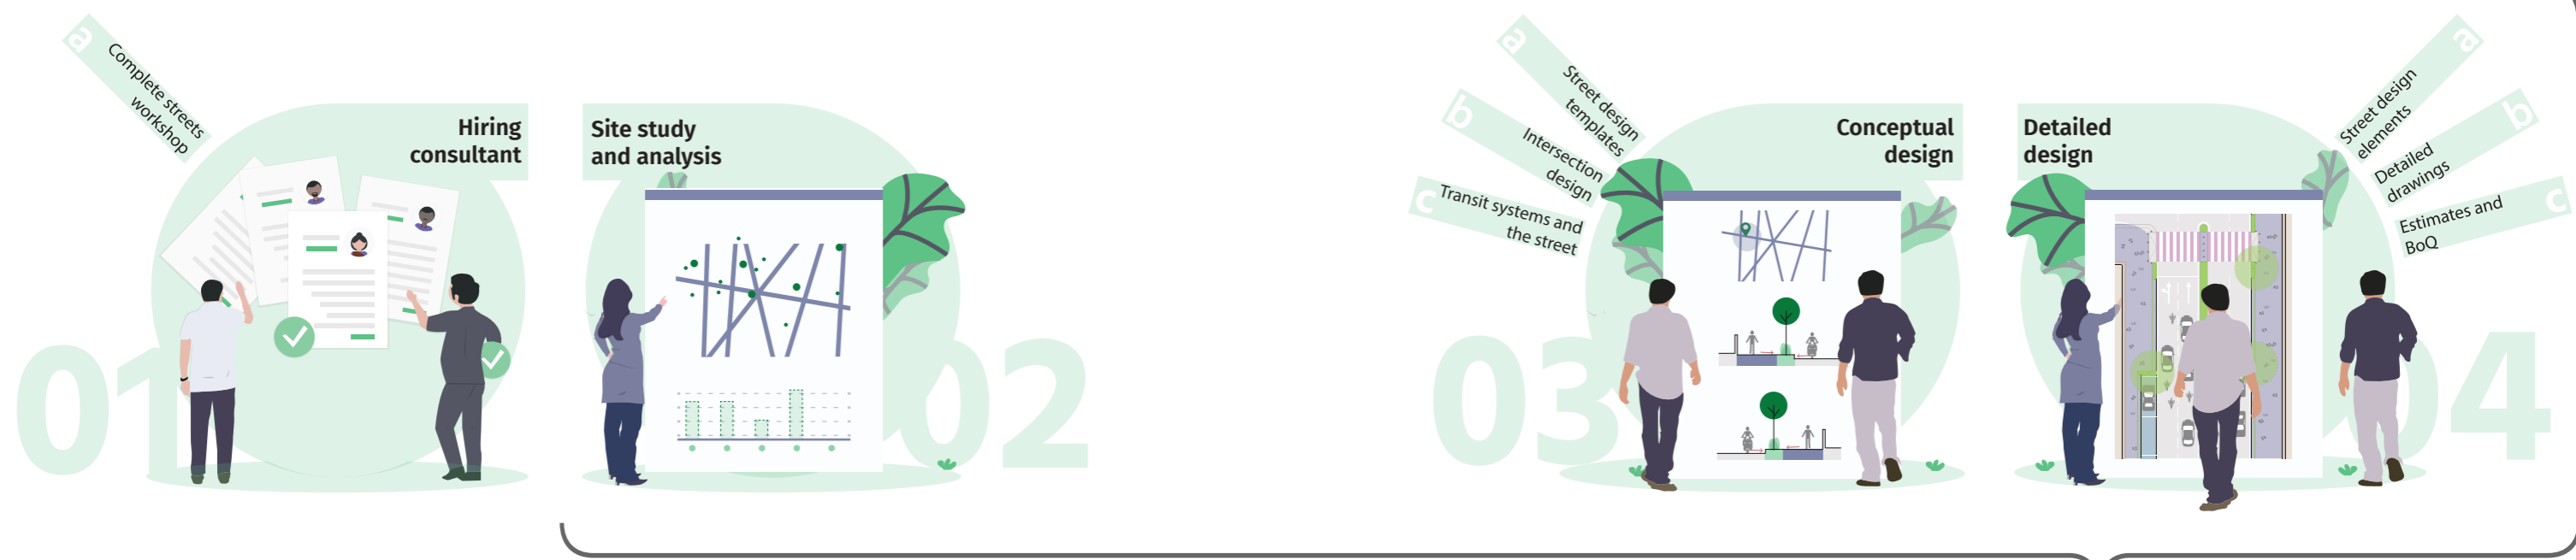 a
Complete streets
workshop
Hiring
consultant
01
Site study
and analysis
02
a
Street design
templates
b
Intersection
design
c
Transit systems and
the street
Conceptual
design
03
Detailed
design
a
Street design
elements
b
Detailed
drawings
c
Estimates and
BoQ
04